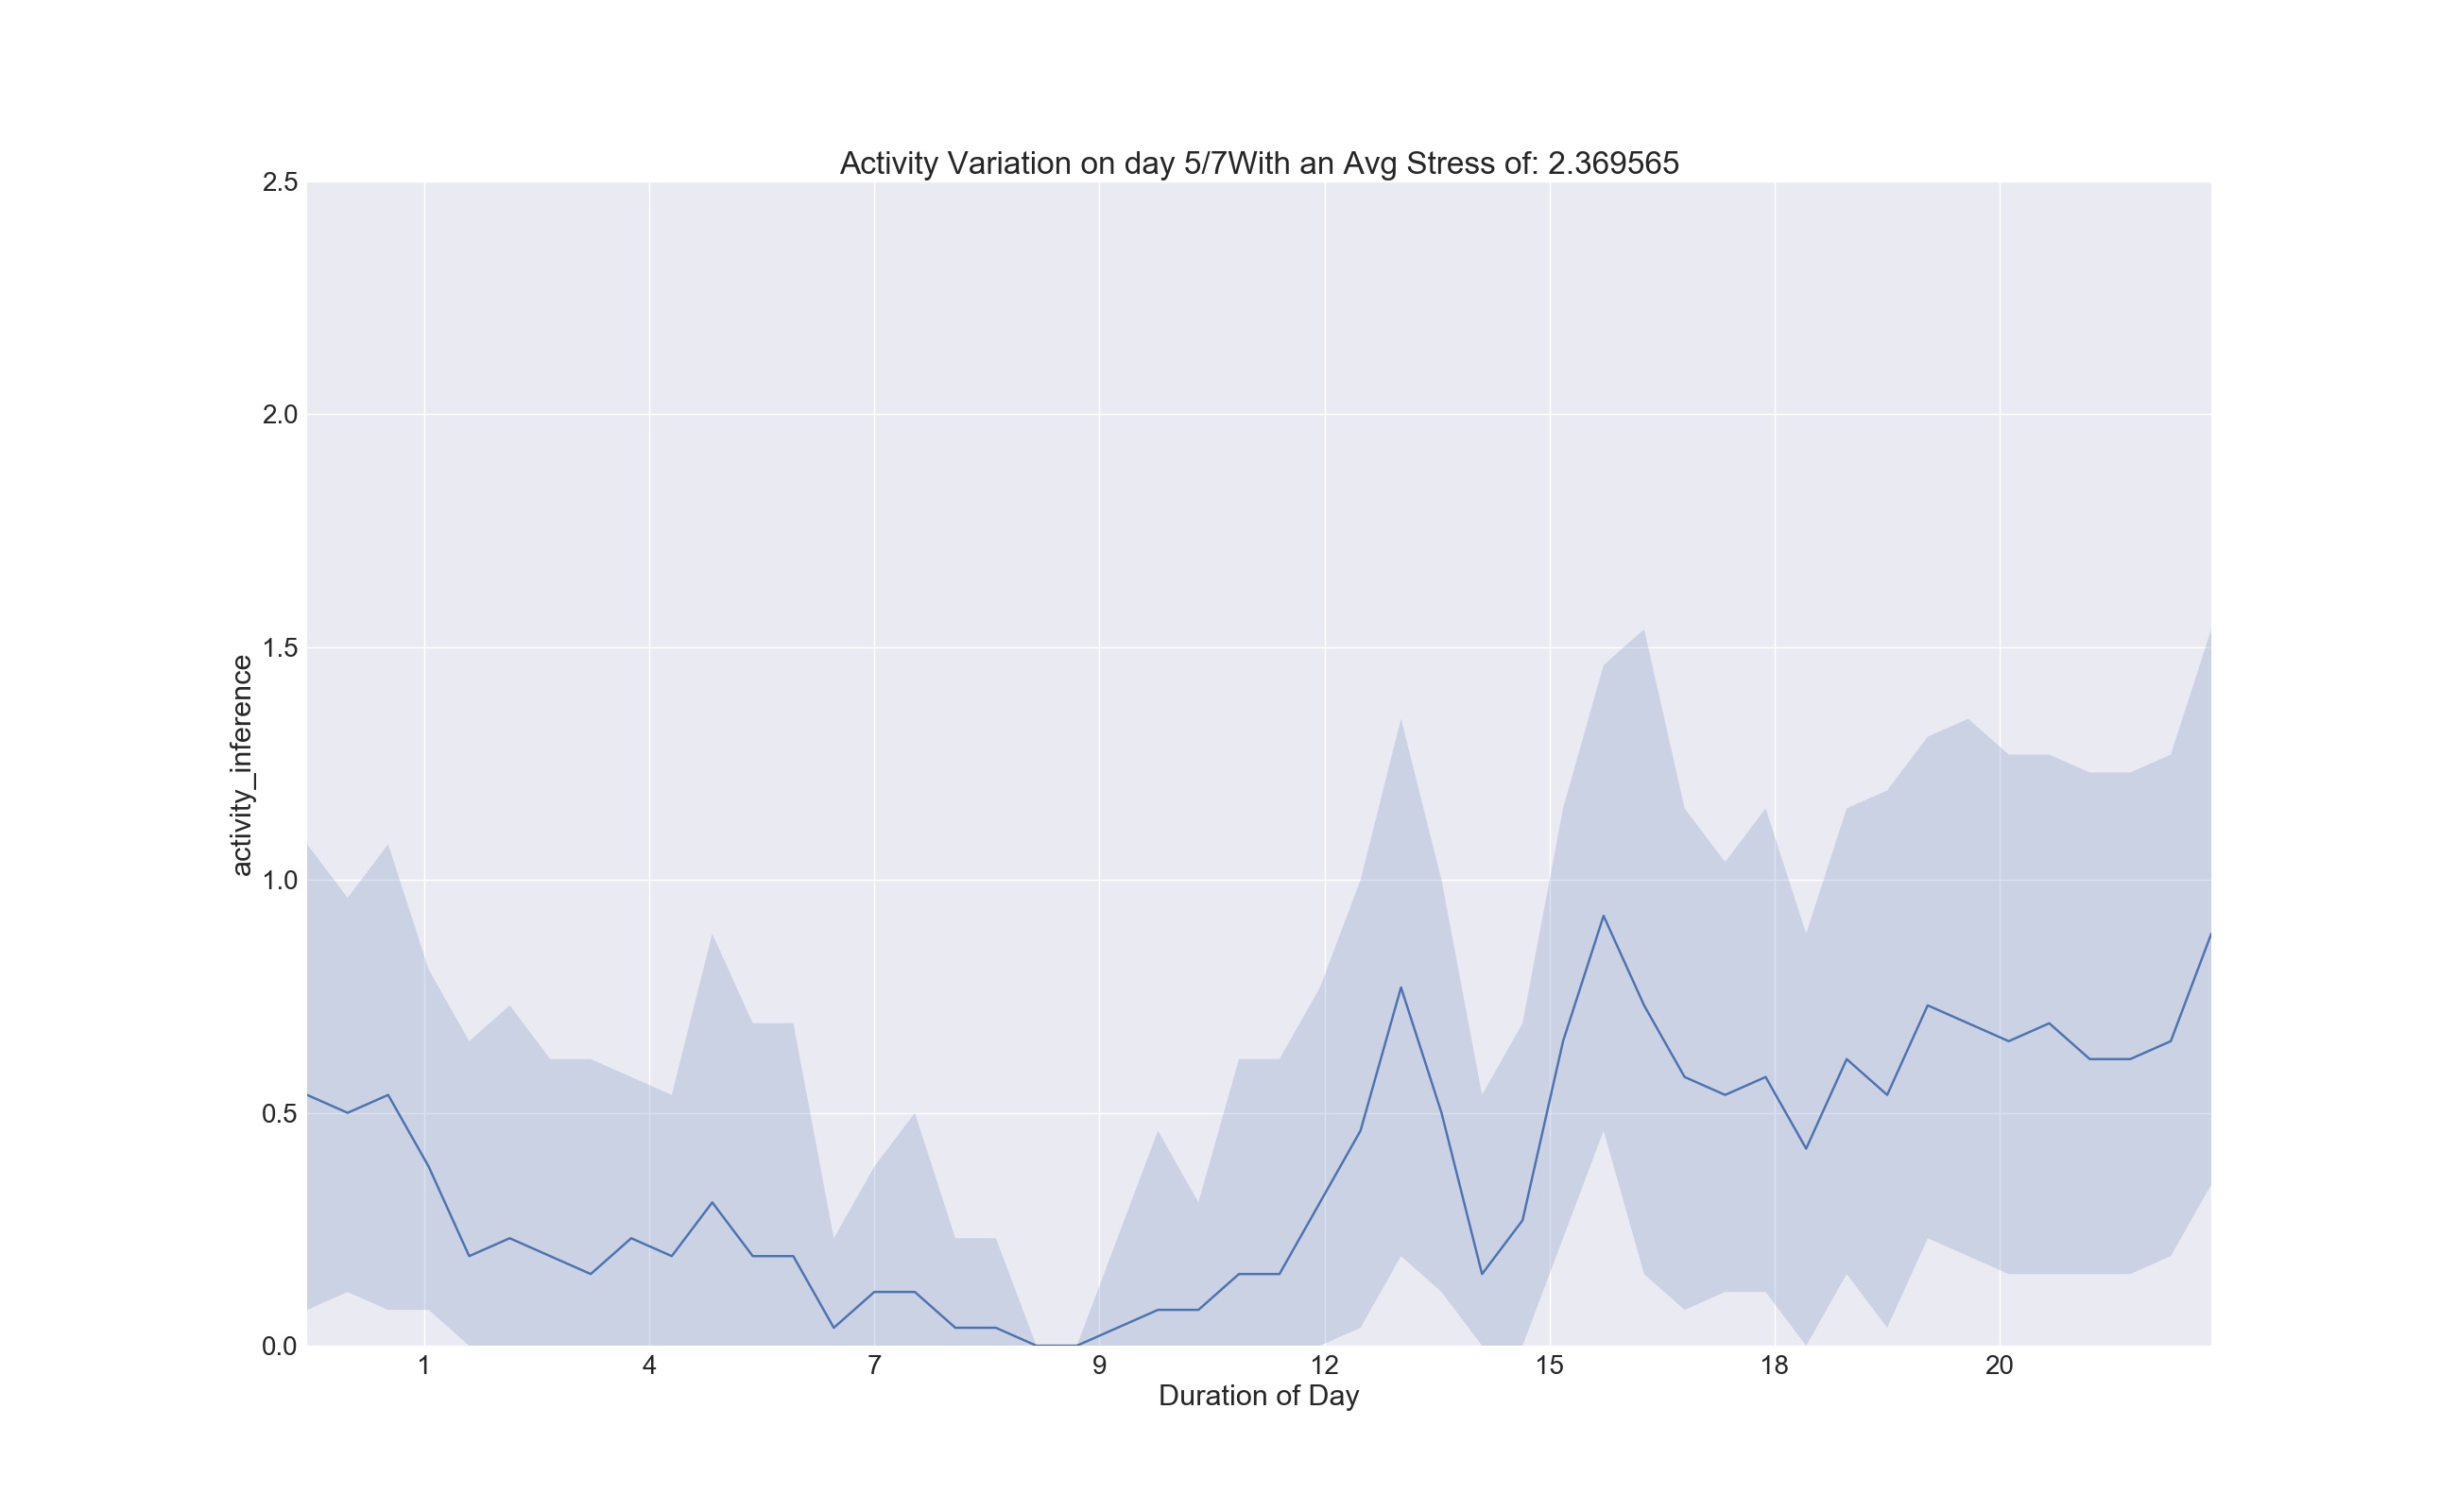 Activity Variation on day 5/7With an Avg Stress of: 2.369565
2.5
2.0
1.5
1.0
0.5
0.0
activity_inference
1 4 7 9 12 15 18 20
Duration of Day